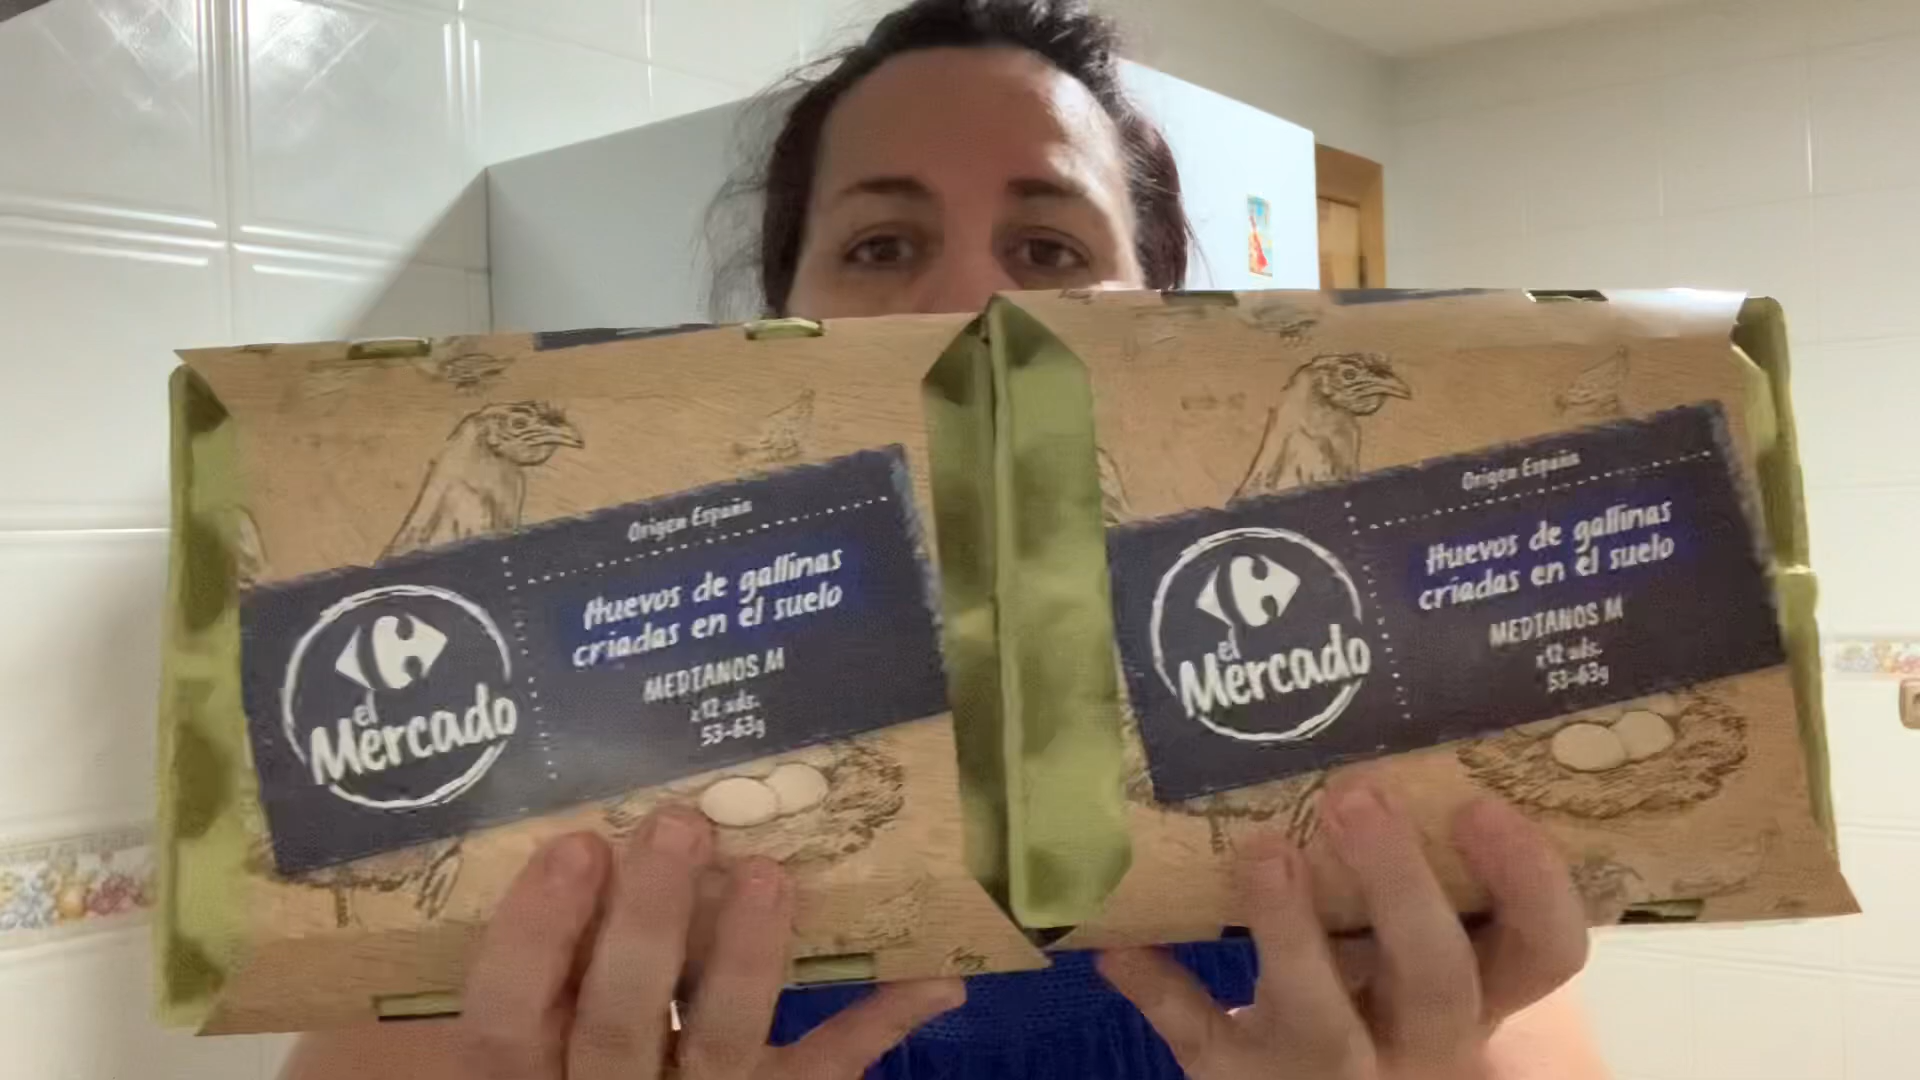 Origen España
Huevos de gallinas
criadas en el suelo
MEDIANOS M
x12 uds.
53-63g
el
Mercado
Origen España
Huevos de gallinas
criadas en el suelo
MEDIANOS M
x12 uds.
53-63g
el
Mercado